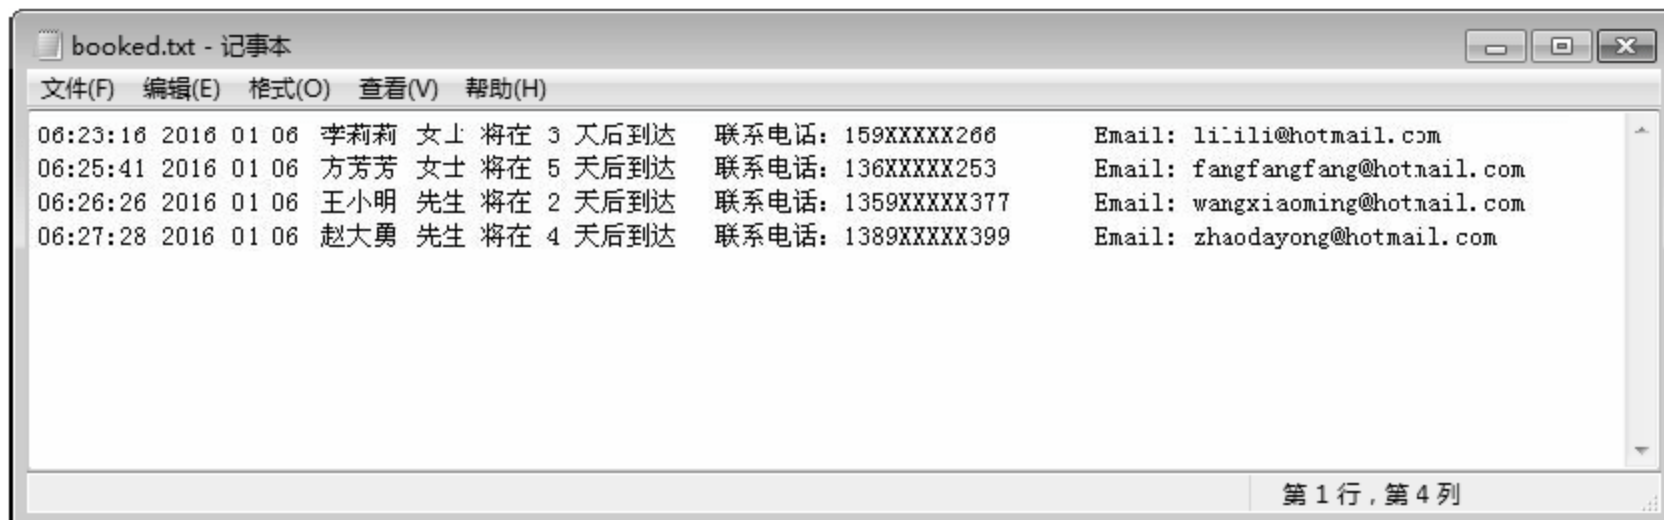 booked.txt - 记事本
文件(F) 编辑(E) 格式(O) 查看(V) 帮助(H)
06:23:16 2016 01 06 李莉莉 女士 将在 3 天后到达 联系电话: 159XXXXX266 Email: lilili@hotmail.com
06:25:41 2016 01 06 方芳芳 女士 将在 5 天后到达 联系电话: 136XXXXX253 Email: fangfangfang@hotmail.com
06:26:26 2016 01 06 王小明 先生 将在 2 天后到达 联系电话: 1359XXXXX377 Email: wangxiaoming@hotmail.com
06:27:28 2016 01 06 赵大勇 先生 将在 4 天后到达 联系电话: 1389XXXXX399 Email: zhaodayong@hotmail.com
第 1 行 , 第 4 列